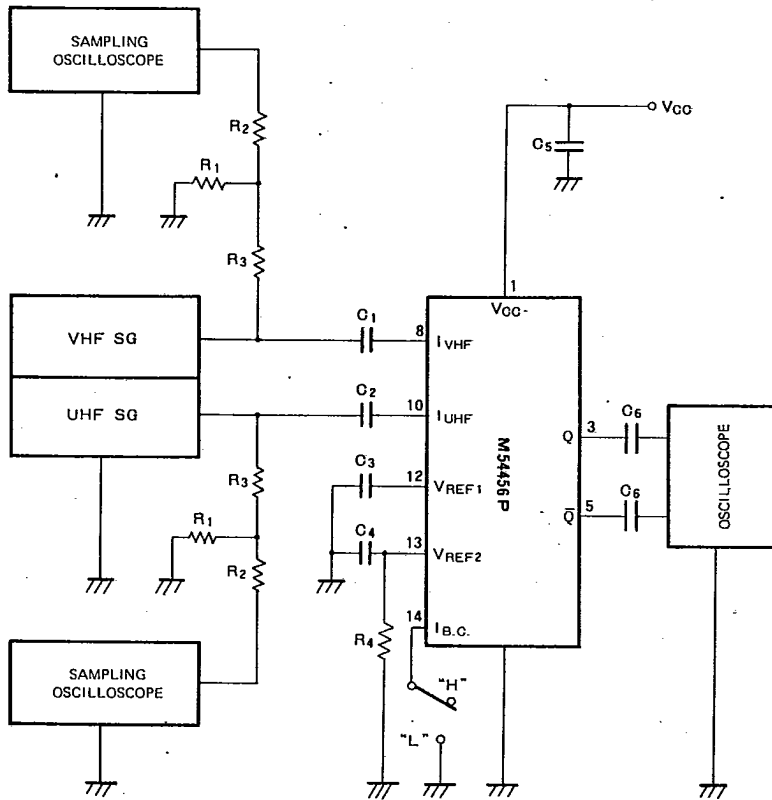 SAMPLING
OSCILLOSCOPE
R2
R1
R3
VCC
C5
1
VCC
VHF SG
UHF SG
C1
8
IVHF
C2
10
IUHF
C3
12
VREF1
C4
13
VREF2
R4
14
IB.C.
M54456P
Q
3
C6
Q̅
5
C6
OSCILLOSCOPE
R3
R1
R2
"H"
"L"
SAMPLING
OSCILLOSCOPE